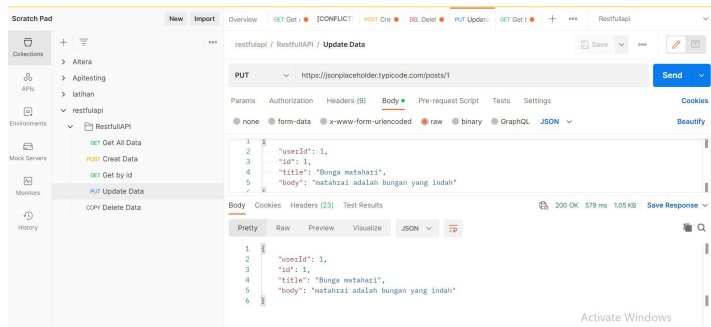 Scratch Pad
New Import
Overview GET Get / [CONFLICT] POST Cre DEL Delet PUT Update GET Get Restfullapi
Collections
APIs
Environments
Mock Servers
Monitors
History
Altera
Apitesting
latihan
restfulapi
RestfullAPI
GET Get All Data
POST Creat Data
GET Get by id
PUT Update Data
COPY Delete Data
restfulapi / RestfullAPI / Update Data
Save
PUT https://jsonplaceholder.typicode.com/posts/1
Send
Params Authorization Headers (9) Body Pre-request Script Tests Settings
Cookies
none form-data x-www-form-urlencoded raw binary GraphQL JSON
Beautify
1 {
2 "userId": 1,
3 "id": 1,
4 "title": "Bunga matahari",
5 "body": "matahrai adalah bungan yang indah"
Body Cookies Headers (23) Test Results
200 OK 579 ms 1.05 KB Save Response
Pretty Raw Preview Visualize JSON
1 {
2 "userId": 1,
3 "id": 1,
4 "title": "Bunga matahari",
5 "body": "matahrai adalah bungan yang indah"
6 }
Activate Windows